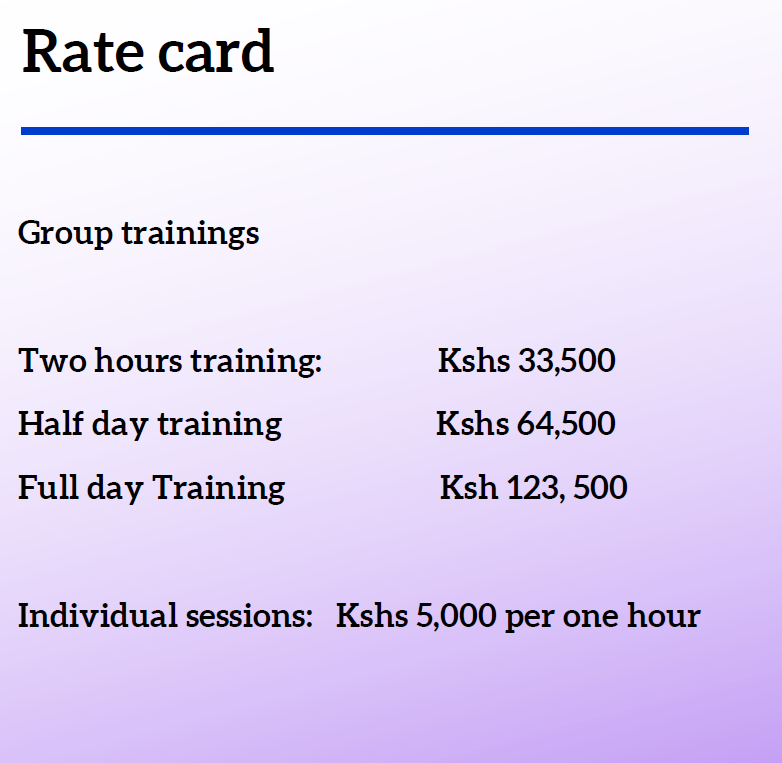 Rate card
Group trainings
Two hours training: Kshs 33,500
Half day training Kshs 64,500
Full day Training Ksh 123, 500
Individual sessions: Kshs 5,000 per one hour